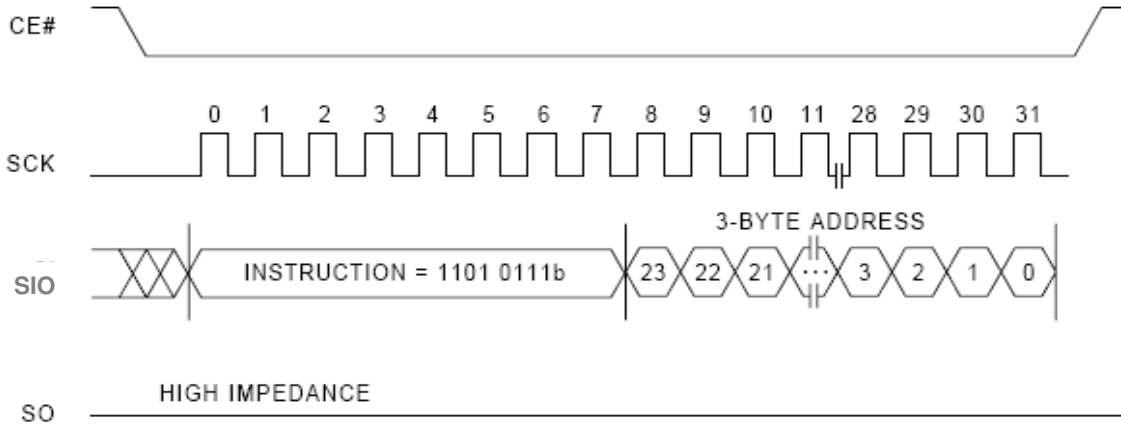 CE#
0 1 2 3 4 5 6 7 8 9 10 11 28 29 30 31
SCK
3-BYTE ADDRESS
SIO INSTRUCTION = 1101 0111b 23 22 21 ... 3 2 1 0
HIGH IMPEDANCE
SO